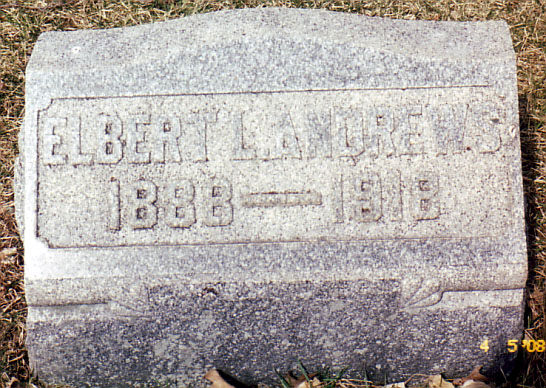 ELBERT L. ANDREWS
1888 — 1918
4 5 '08